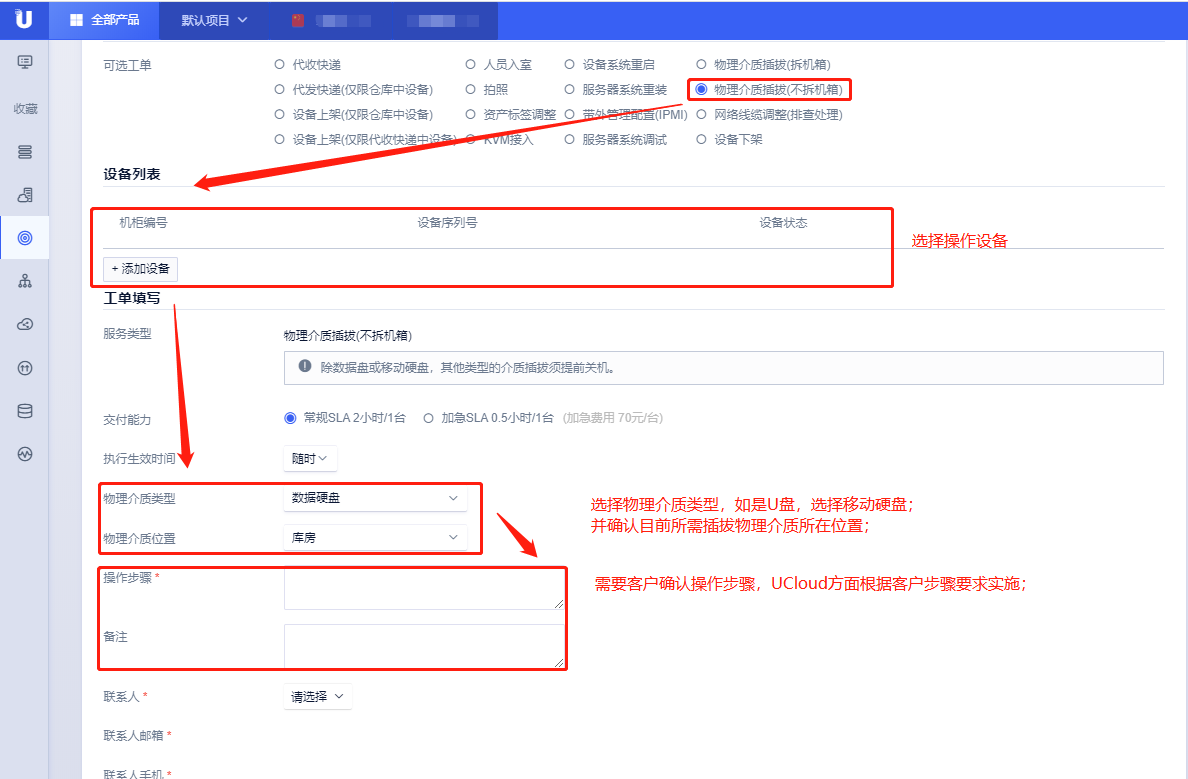 U 全部产品 默认项目
收藏
可选工单 代收快递 人员入室 设备系统重启 物理介质插拔(拆机箱)
代发快递(仅限仓库中设备) 拍照 服务器系统重装 物理介质插拔(不拆机箱)
设备上架(仅限仓库中设备) 资产标签调整 带外管理配置(IPMI) 网络线缆调整(排查处理)
设备上架(仅限代收快递中设备) KVM接入 服务器系统调试 设备下架
设备列表
机柜编号 设备序列号 设备状态
选择操作设备
+ 添加设备
工单填写
服务类型 物理介质插拔(不拆机箱)
除数据盘或移动硬盘，其他类型的介质插拔须提前关机。
交付能力 常规SLA 2小时/1台 加急SLA 0.5小时/1台 (加急费用 70元/台)
执行生效时间 随时
物理介质类型 数据硬盘
选择物理介质类型，如是U盘，选择移动硬盘；
并确认目前所需插拔物理介质所在位置；
物理介质位置 库房
操作步骤 *
需要客户确认操作步骤，UCloud方面根据客户步骤要求实施；
备注
联系人 * 请选择
联系人邮箱 *
联系人手机 *